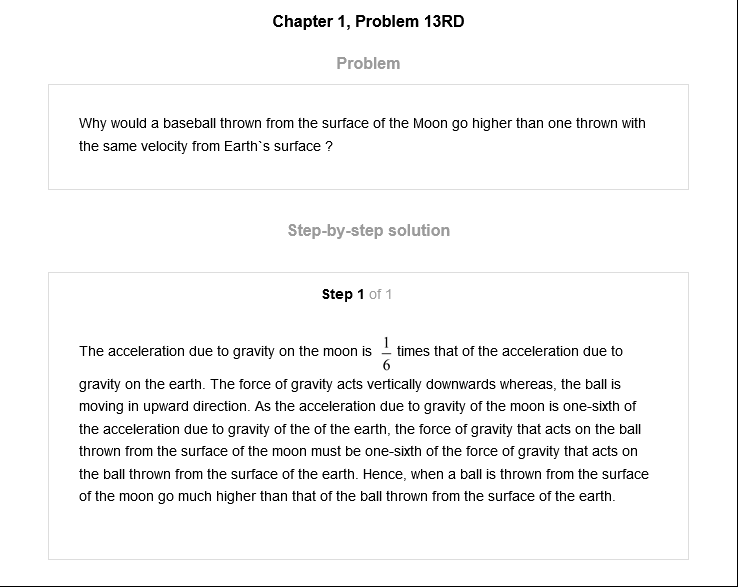 Chapter 1, Problem 13RD
Problem
Why would a baseball thrown from the surface of the Moon go higher than one thrown with
the same velocity from Earth`s surface ?
Step-by-step solution
Step 1 of 1
The acceleration due to gravity on the moon is 1/6 times that of the acceleration due to
gravity on the earth. The force of gravity acts vertically downwards whereas, the ball is
moving in upward direction. As the acceleration due to gravity of the moon is one-sixth of
the acceleration due to gravity of the of the earth, the force of gravity that acts on the ball
thrown from the surface of the moon must be one-sixth of the force of gravity that acts on
the ball thrown from the surface of the earth. Hence, when a ball is thrown from the surface
of the moon go much higher than that of the ball thrown from the surface of the earth.